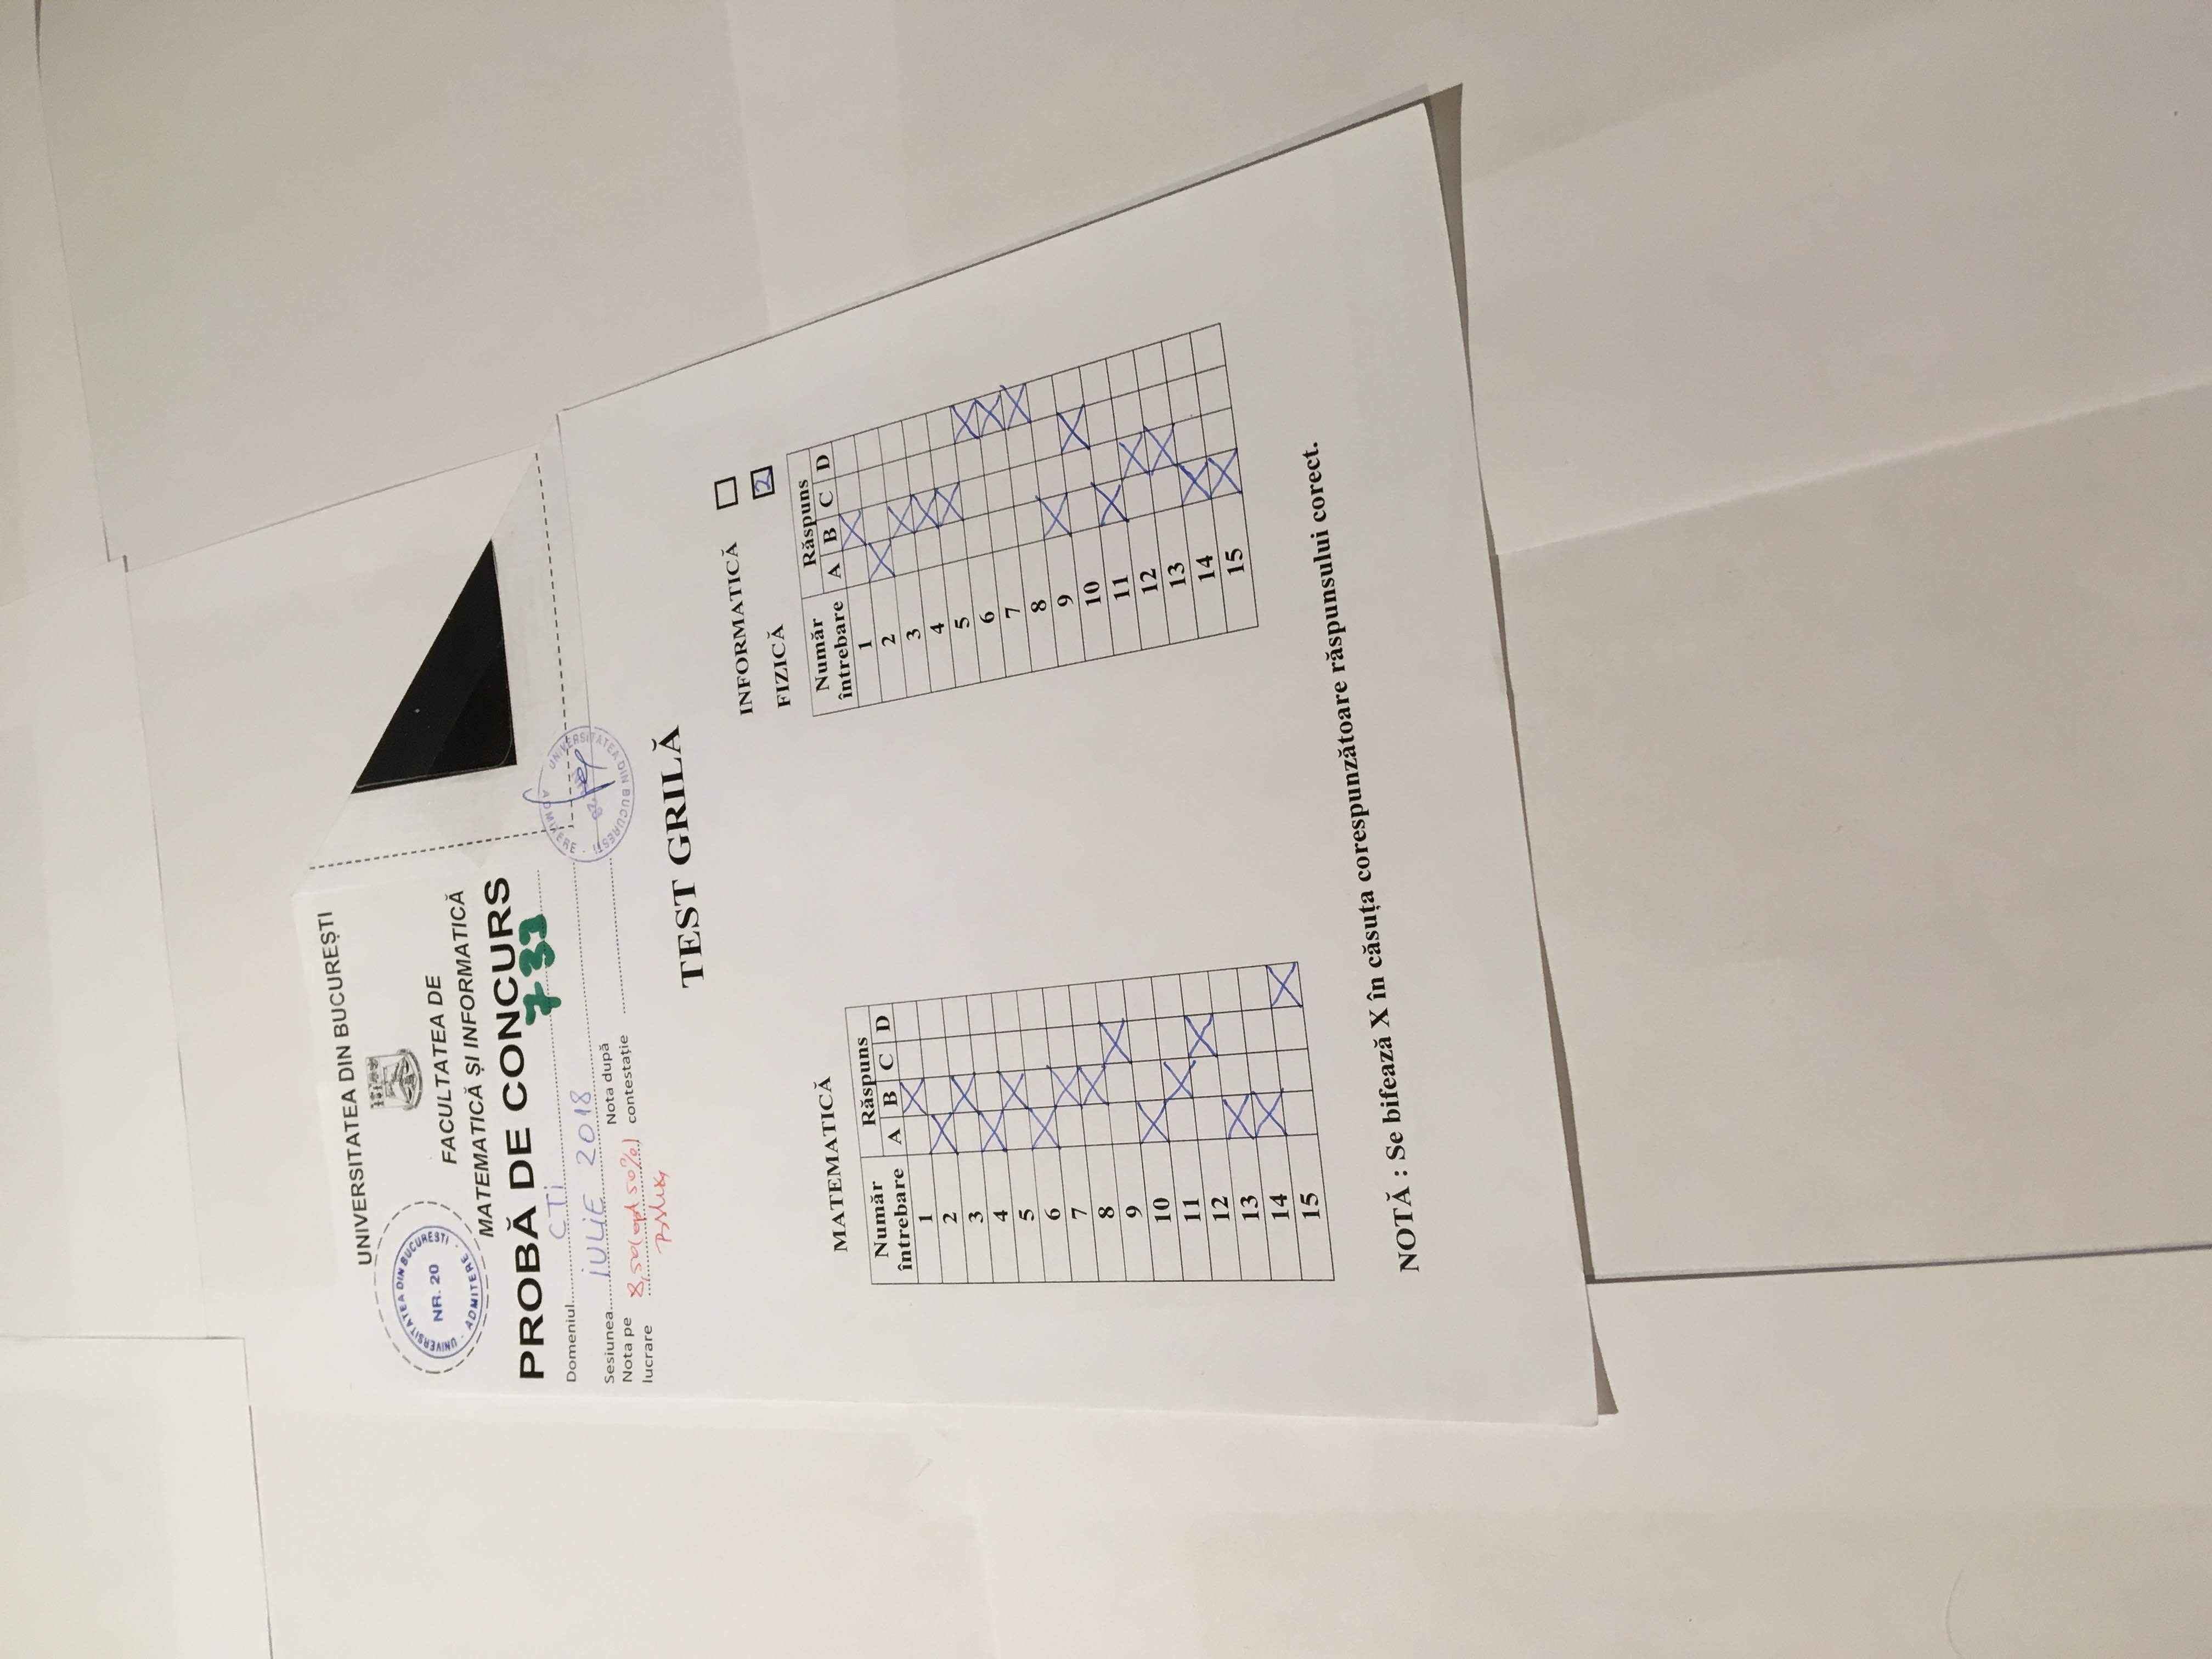 UNIVERSITATEA DIN BUCUREȘTI
UNIVERSITATEA DIN BUCUREȘTI
NR. 20
ADMITERE
FACULTATEA DE
MATEMATICĂ ȘI INFORMATICĂ
PROBĂ DE CONCURS
Domeniul CTi
Sesiunea iULiE 2018
Nota pe lucrare 8,50 (opt 50%)
Nota după contestație
UNIVERSITATEA DIN BUCUREȘTI
ADMITERE
TEST GRILĂ
INFORMATICĂ
FIZICĂ 2
MATEMATICĂ
Număr întrebare Răspuns
A B C D
1 X
2 X
3 X
4 X
5 X
6 X
7 X
8 X
9 X
10 X
11 X
12 X
13 X
14 X
15 X
Număr întrebare Răspuns
A B C D
1 X
2 X
3 X
4 X
5 X
6 X
7 X
8 X
9 X
10 X
11 X
12 X
13 X
14 X
15 X
NOTĂ : Se bifează X în căsuța corespunzătoare răspunsului corect.